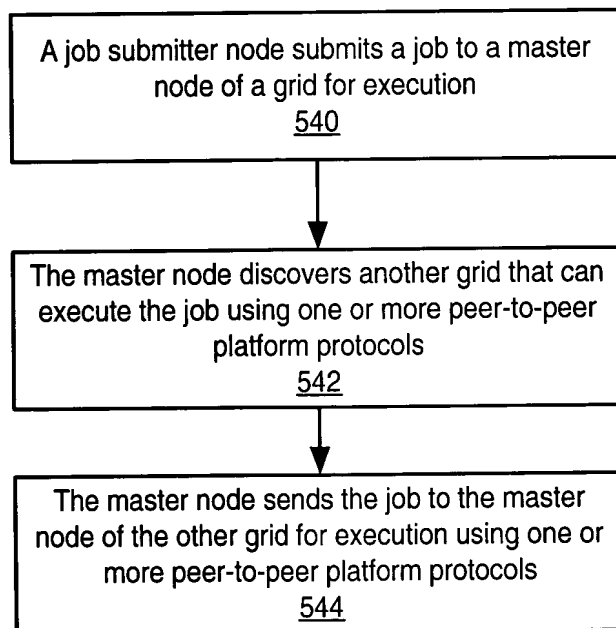 A job submitter node submits a job to a master
node of a grid for execution
540
The master node discovers another grid that can
execute the job using one or more peer-to-peer
platform protocols
542
The master node sends the job to the master
node of the other grid for execution using one or
more peer-to-peer platform protocols
544